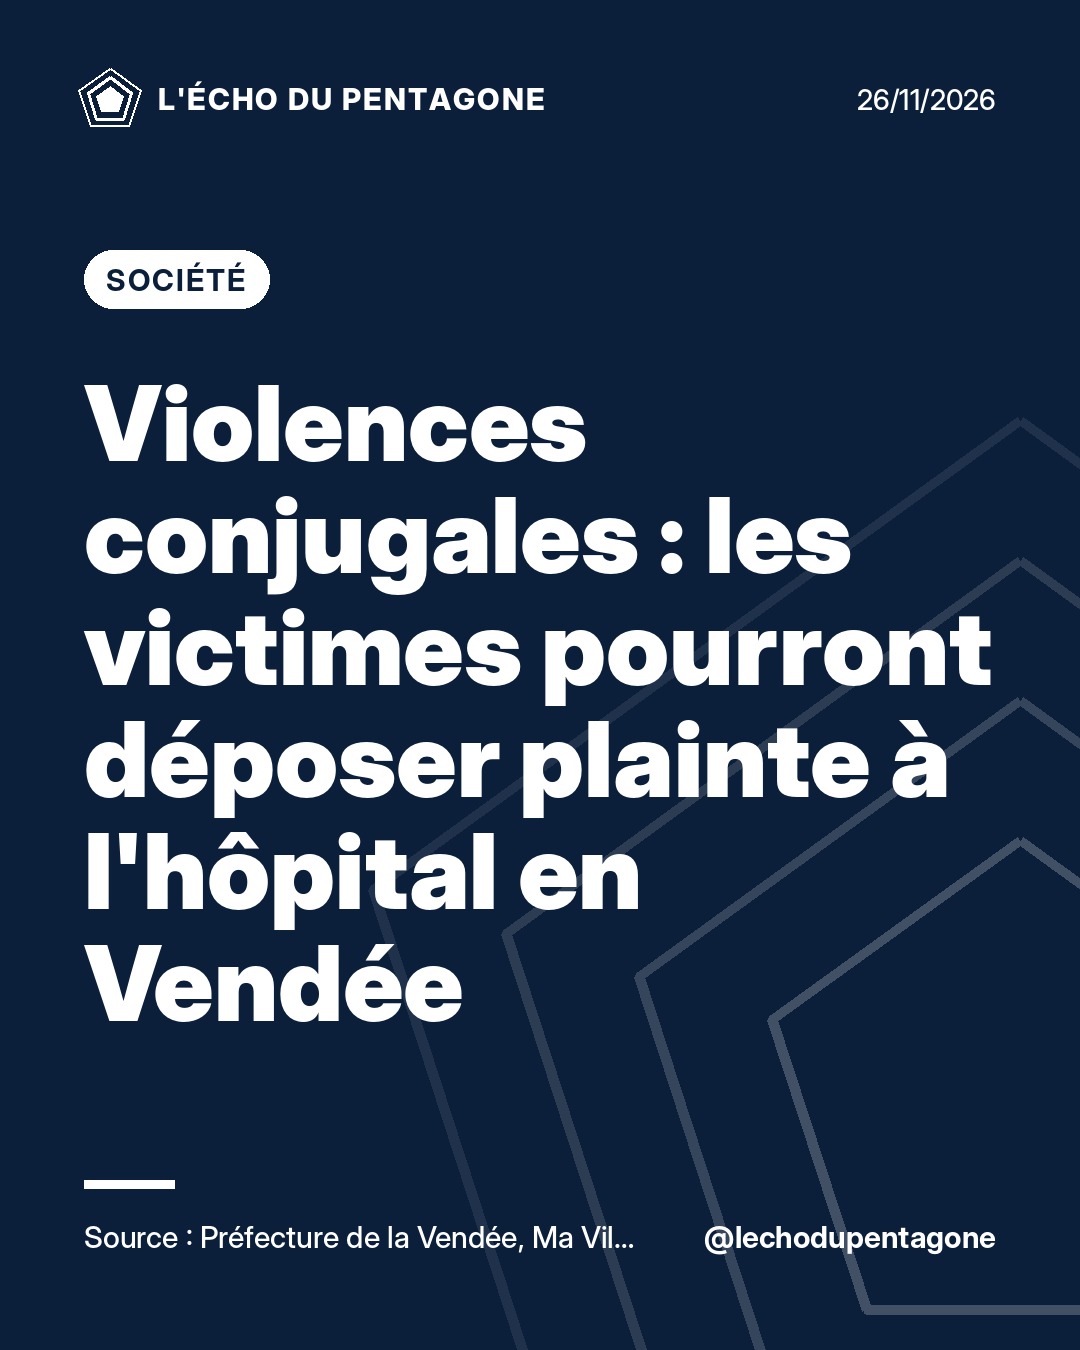 L'ÉCHO DU PENTAGONE
26/11/2026
SOCIÉTÉ
Violences
conjugales : les
victimes pourront
déposer plainte à
l'hôpital en
Vendée
Source : Préfecture de la Vendée, Ma Vil...
@lechodupentagone